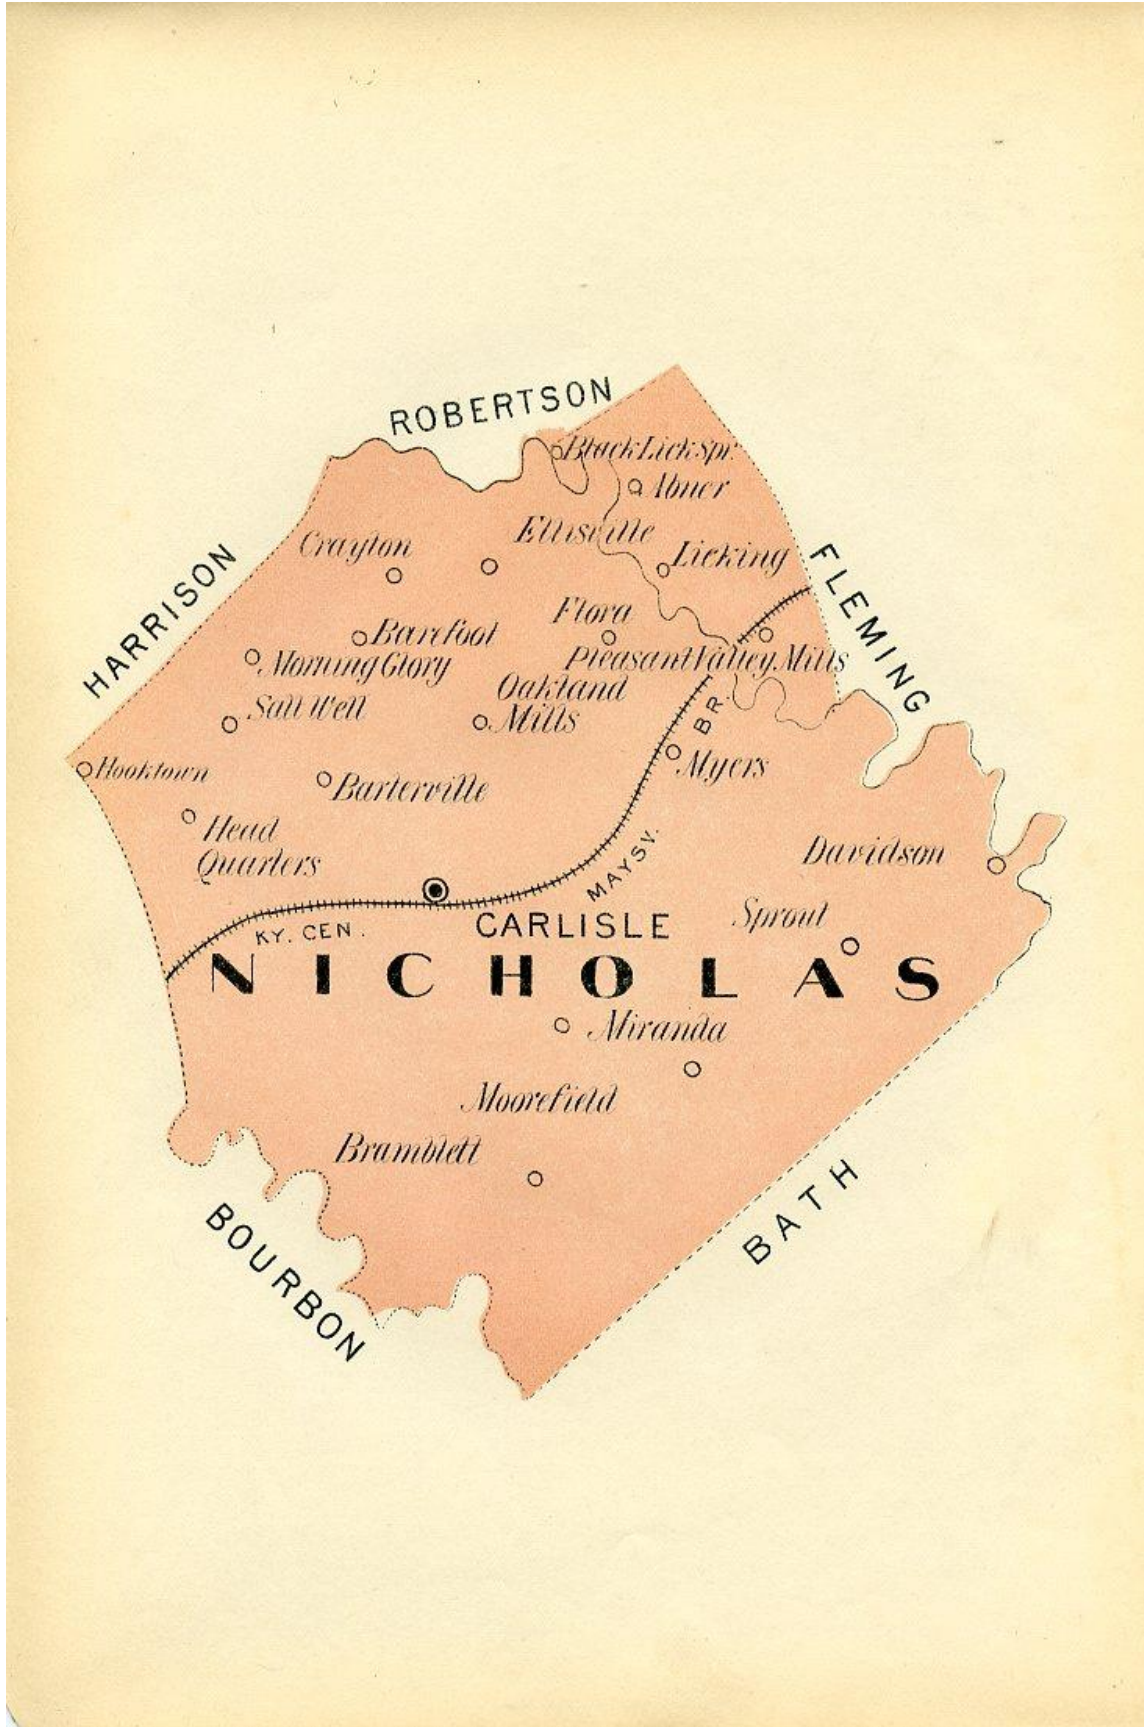 ROBERTSON
Black Lick Spr.
Abner
Ellisville
Crayton
Licking
HARRISON
FLEMING
Flora
Barefoot
Pleasant Valley Mills
Morning Glory
Oakland
Mills
Salt Well
BR.
Hooktown
Myers
Barterville
Head
Quarters
Davidson
MAYSV.
Sprout
CARLISLE
KY. CEN.
NICHOLAS
Miranda
Moorefield
Bramblett
BATH
BOURBON